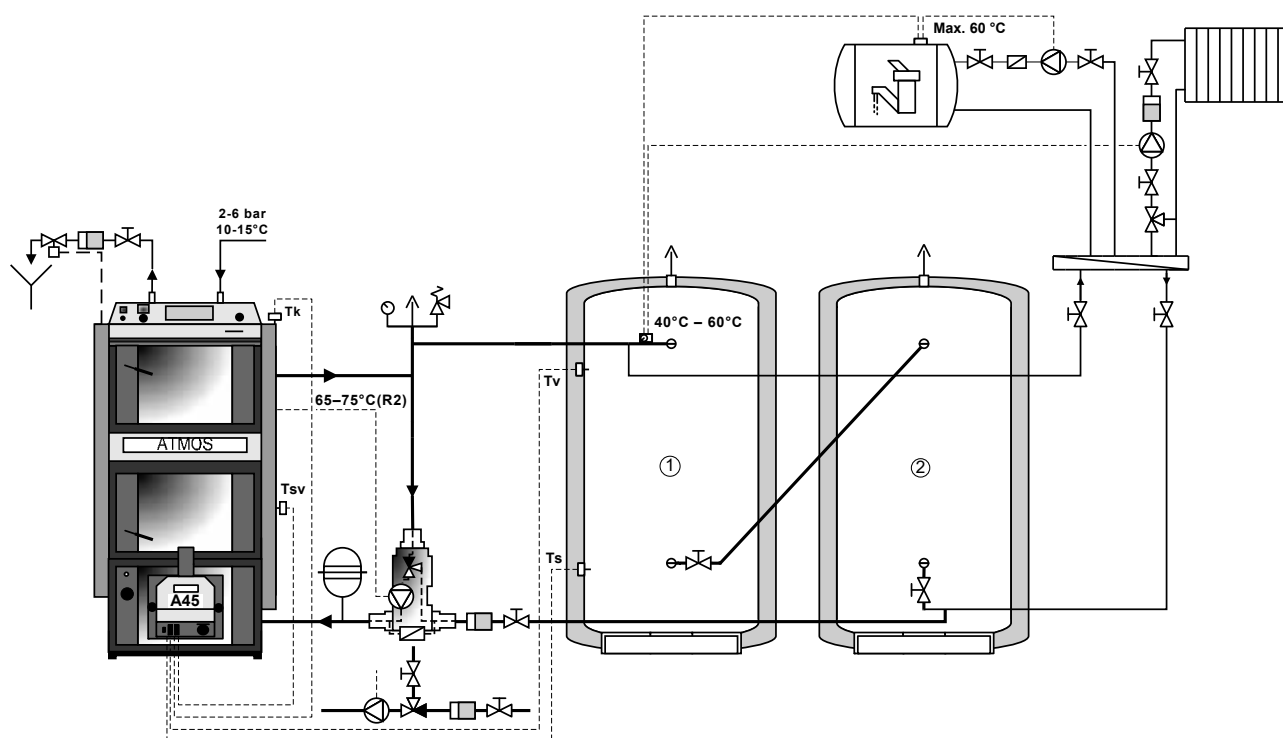 Max. 60 °C
2-6 bar
10-15°C
Tk
40°C – 60°C
Tv
65–75°C(R2)
ATMOS
1
2
Tsv
Ts
A45